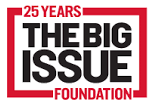 25 YEARS
THE BIG
ISSUE
FOUNDATION